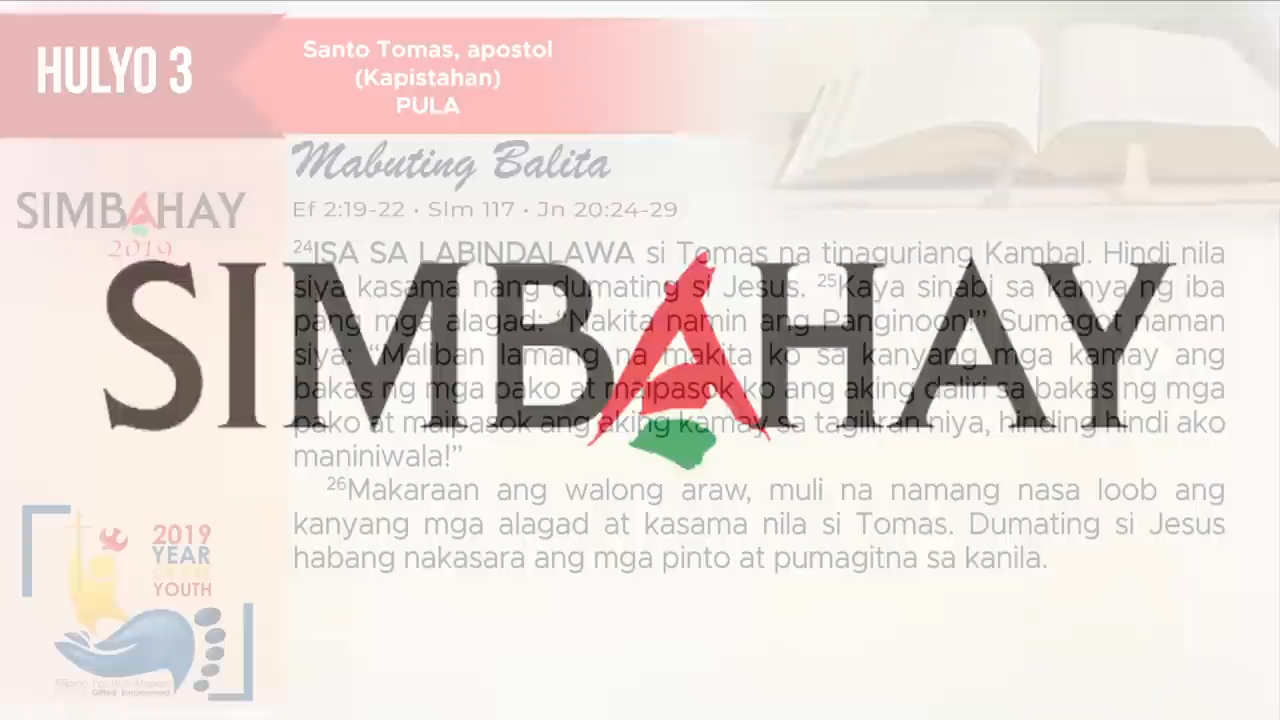 HULYO 3
Santo Tomas, apostol
(Kapistahan)
PULA
Mabuting Balita
SIMBAHAY
2019
Ef 2:19-22 • Slm 117 • Jn 20:24-29
24ISA SA LABINDALAWA si Tomas na tinaguriang Kambal. Hindi nila
siya kasama nang dumating si Jesus. 25Kaya sinabi sa kanya ng iba
pang mga alagad: “Nakita namin ang Panginoon!” Sumagot naman
siya: “Maliban lamang na makita ko sa kanyang mga kamay ang
bakas ng mga pako at maipasok ko ang aking daliri sa bakas ng mga
pako at maipasok ang aking kamay sa tagiliran niya, hinding hindi ako
maniniwala!”
26Makaraan ang walong araw, muli na namang nasa loob ang
kanyang mga alagad at kasama nila si Tomas. Dumating si Jesus
habang nakasara ang mga pinto at pumagitna sa kanila.
SIMBAHAY
2019
YEAR
YOUTH
Gifted Empowered